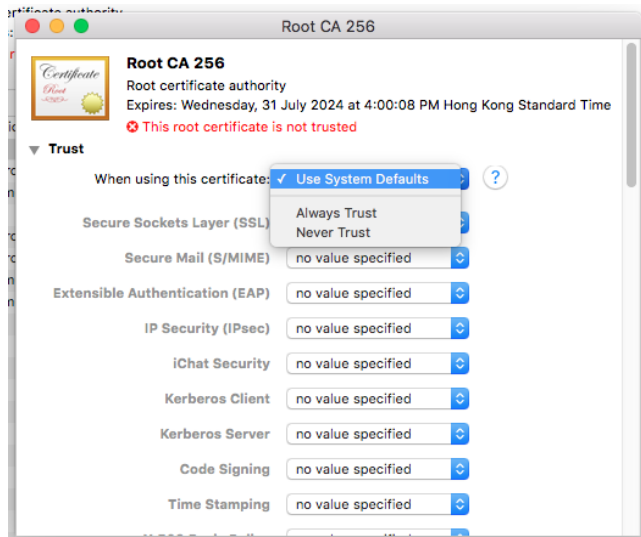 ertificate authority
Root CA 256
Certificate
Root
Root CA 256
Root certificate authority
Expires: Wednesday, 31 July 2024 at 4:00:08 PM Hong Kong Standard Time
This root certificate is not trusted
Trust
When using this certificate: ✓ Use System Defaults ?
Always Trust
Never Trust
Secure Sockets Layer (SSL)
Secure Mail (S/MIME) no value specified
Extensible Authentication (EAP) no value specified
IP Security (IPsec) no value specified
iChat Security no value specified
Kerberos Client no value specified
Kerberos Server no value specified
Code Signing no value specified
Time Stamping no value specified